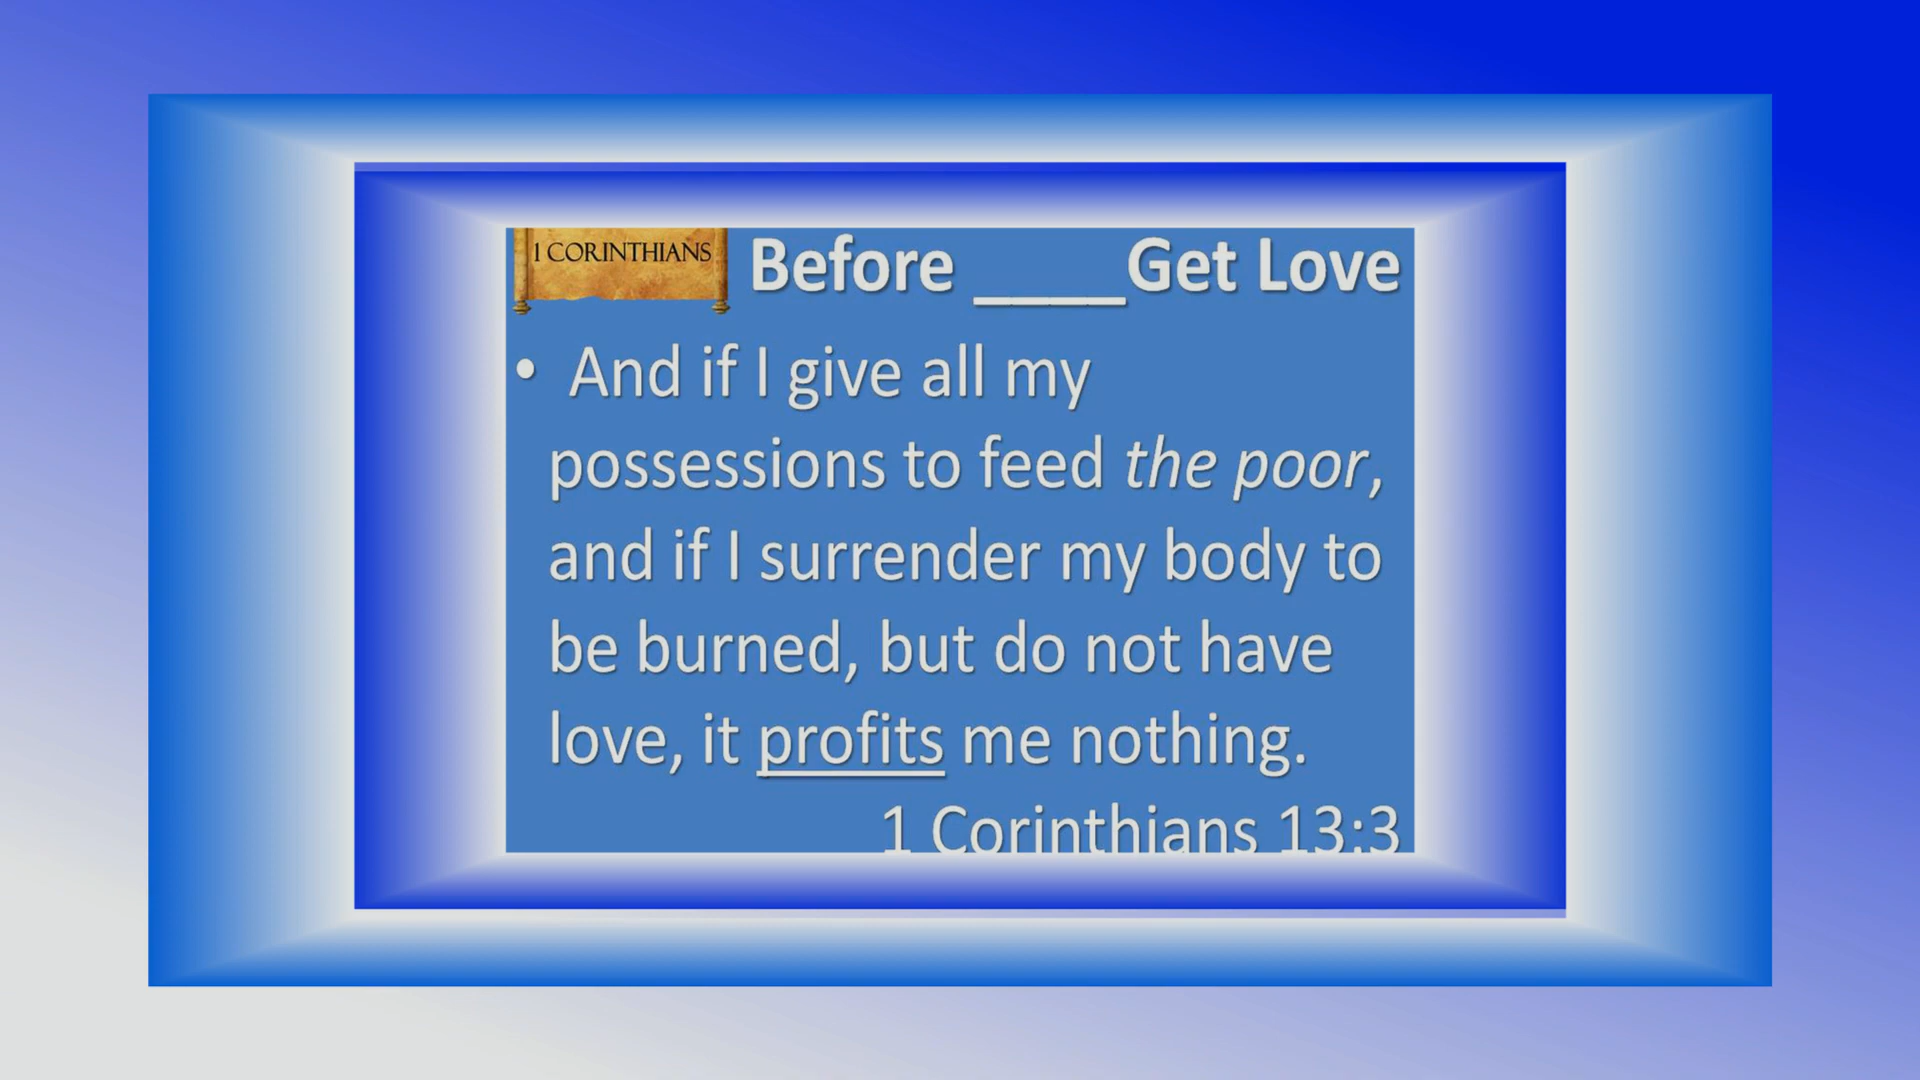 1 CORINTHIANS
Before ____Get Love
• And if I give all my
possessions to feed the poor,
and if I surrender my body to
be burned, but do not have
love, it profits me nothing.
1 Corinthians 13:3